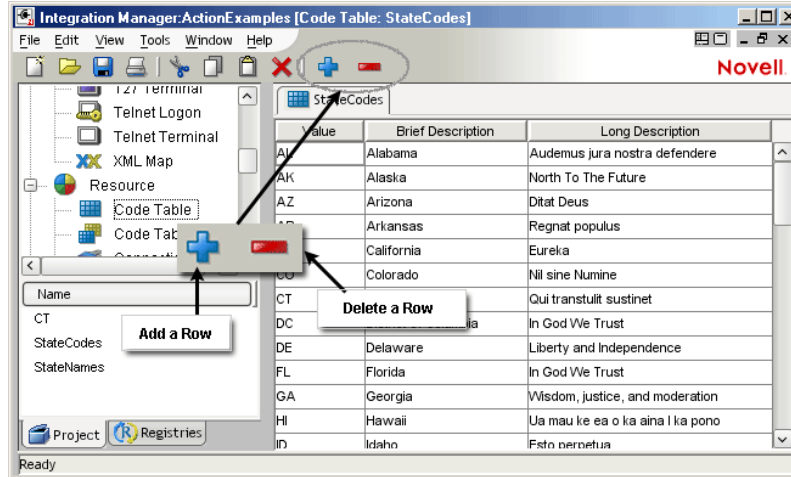 Integration Manager:ActionExamples [Code Table: StateCodes]
File Edit View Tools Window Help
Novell
Telnet Logon
Telnet Terminal
XML Map
Resource
Code Table
Code Tab
Name
CT
StateCodes
StateNames
Project Registries
StateCodes
Value Brief Description Long Description
AL Alabama Audemus jura nostra defendere
AK Alaska North To The Future
AZ Arizona Ditat Deus
Arkansas Regnat populus
California Eureka
CO Colorado Nil sine Numine
CT Qui transtulit sustinet
DC In God We Trust
DE Delaware Liberty and Independence
FL Florida In God We Trust
GA Georgia Wisdom, justice, and moderation
HI Hawaii Ua mau ke ea o ka aina I ka pono
ID Idaho Esto perpetua
Add a Row
Delete a Row
Ready